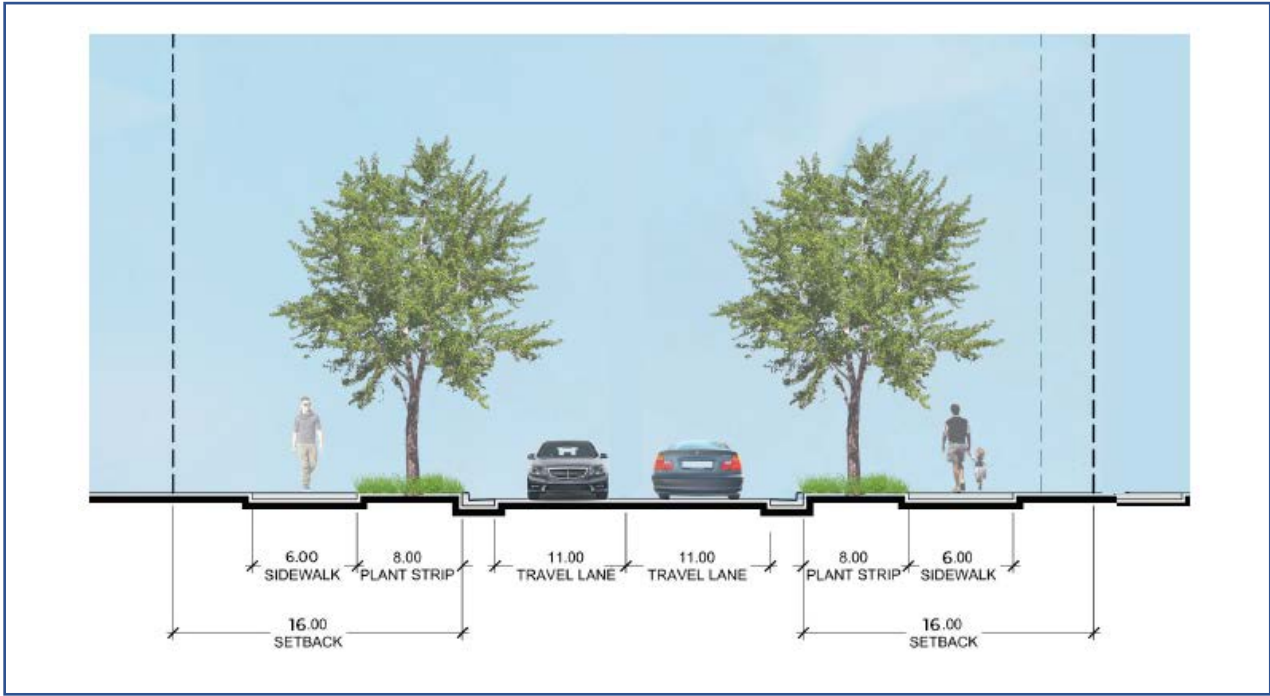 6.00
SIDEWALK
8.00
PLANT STRIP
11.00
TRAVEL LANE
11.00
TRAVEL LANE
8.00
PLANT STRIP
6.00
SIDEWALK
16.00
SETBACK
16.00
SETBACK